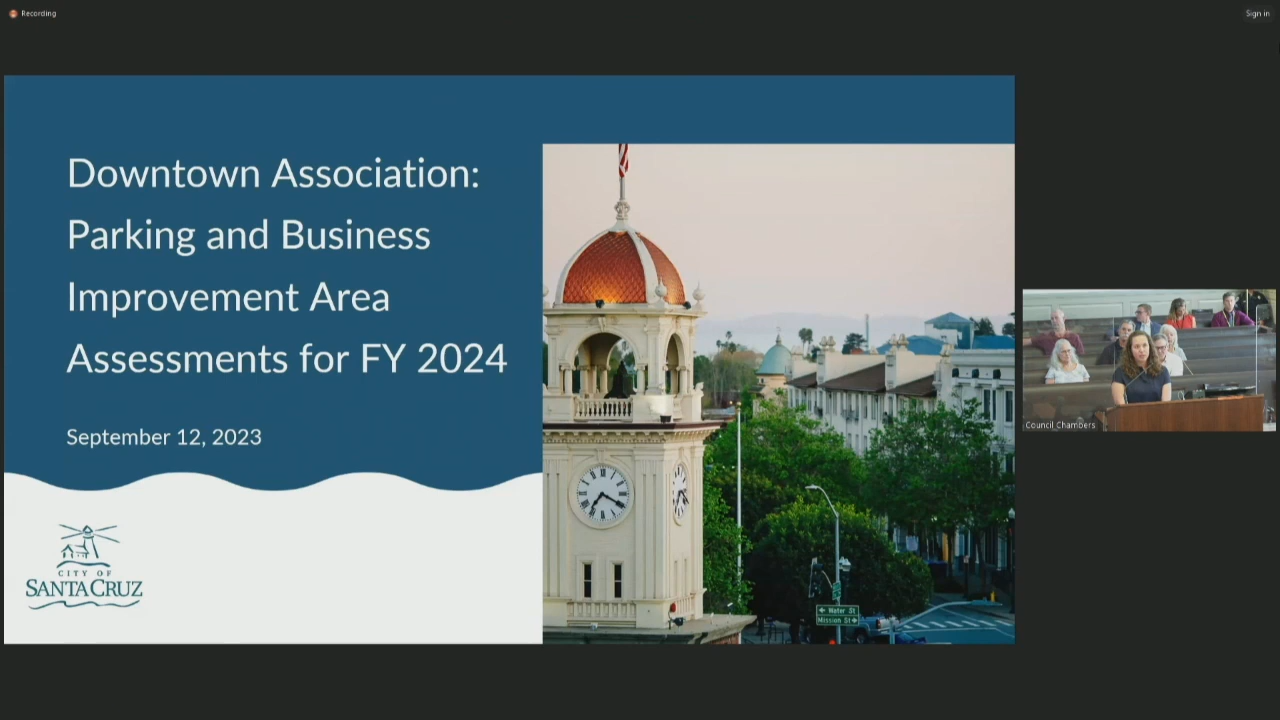 Recording
Sign in
Downtown Association:
Parking and Business
Improvement Area
Assessments for FY 2024
September 12, 2023
CITY OF
SANTA CRUZ
Water St
Mission St
Council Chambers